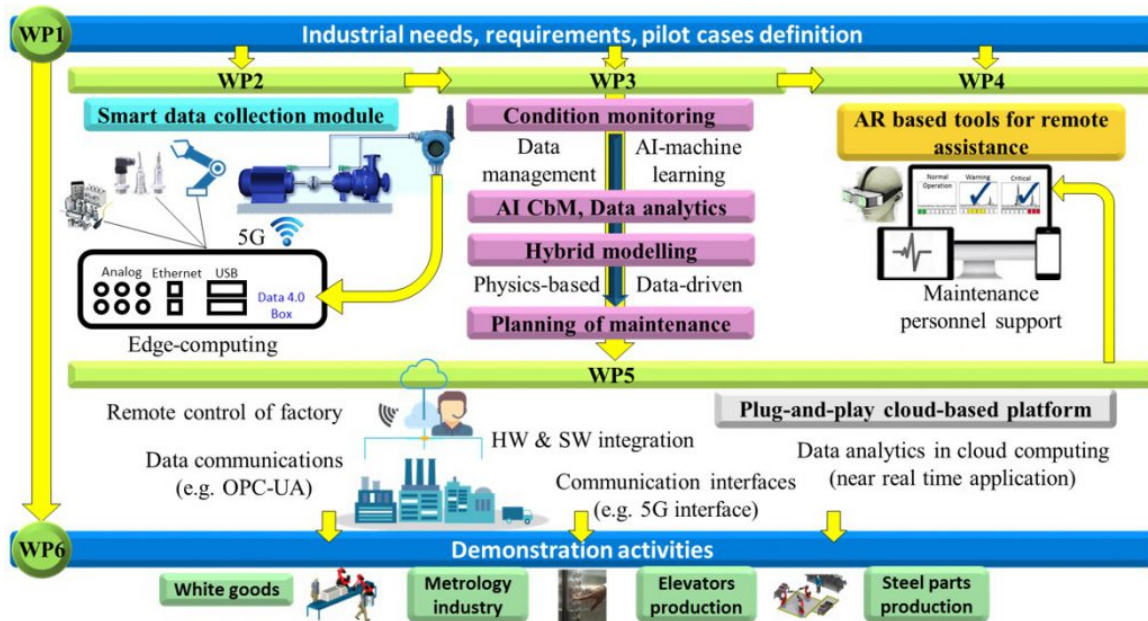 WP1
Industrial needs, requirements, pilot cases definition
WP2
WP3
WP4
Smart data collection module
5G
Analog
Ethernet
USB
Data 4.0
Box
Edge-computing
Condition monitoring
Data
management
AI-machine
learning
AI CbM, Data analytics
Hybrid modelling
Physics-based
Data-driven
Planning of maintenance
AR based tools for remote
assistance
Normal
Operation
Warning
Critical
Maintenance
personnel support
WP5
Remote control of factory
Data communications
(e.g. OPC-UA)
HW & SW integration
Communication interfaces
(e.g. 5G interface)
Plug-and-play cloud-based platform
Data analytics in cloud computing
(near real time application)
WP6
Demonstration activities
White goods
Metrology
industry
Elevators
production
Steel parts
production